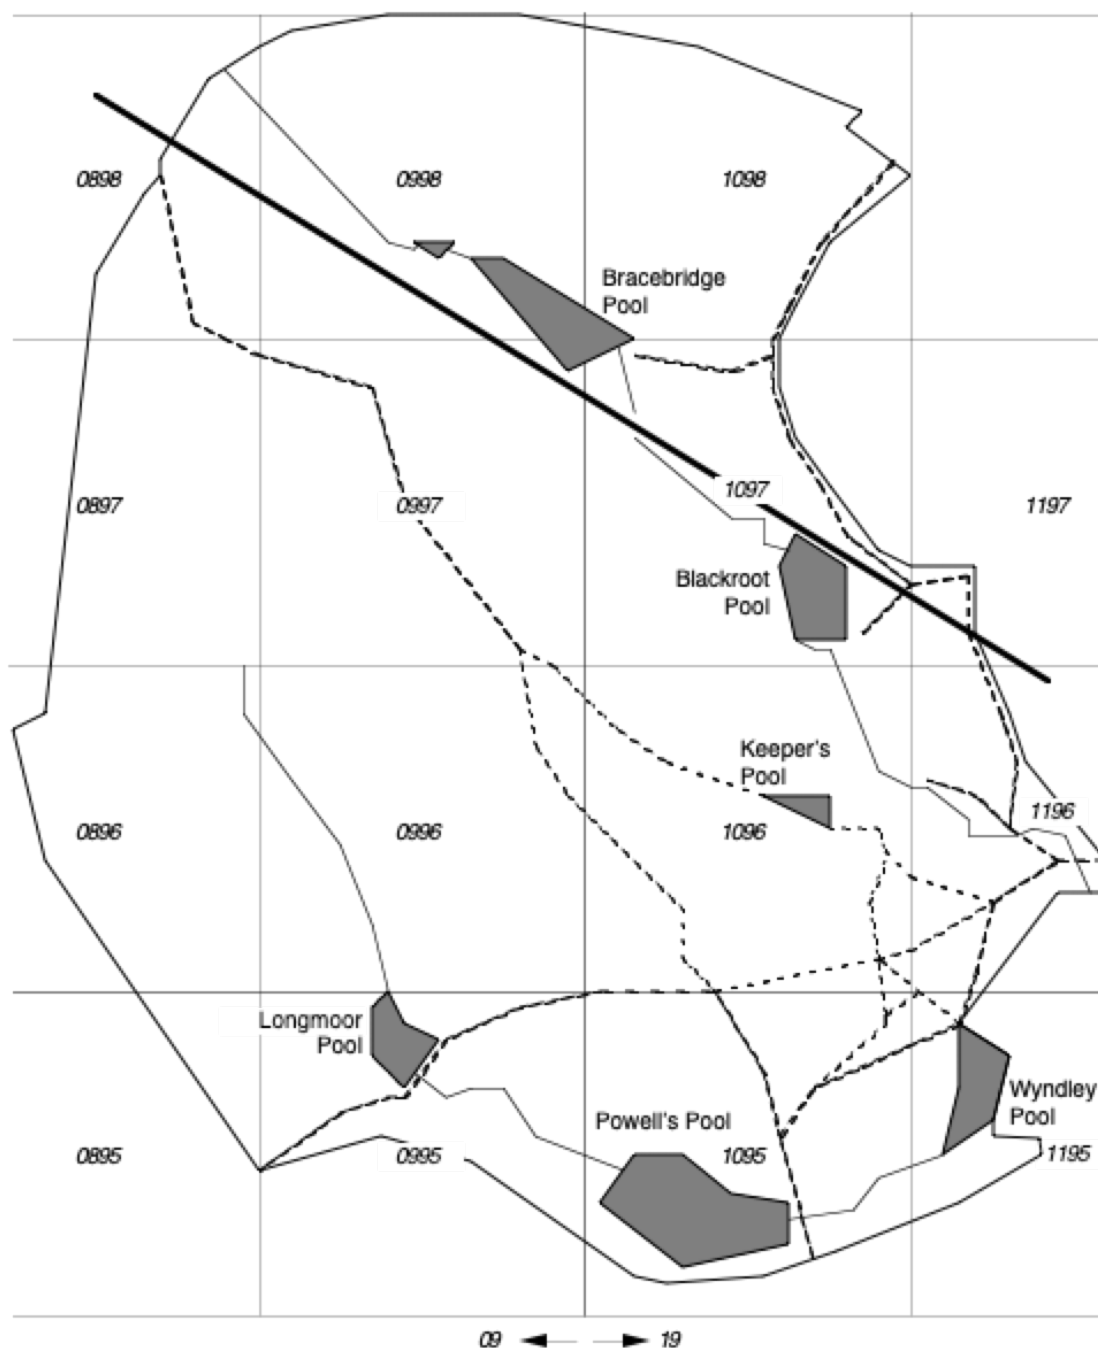 0898
0998
1098
Bracebridge
Pool
0897
0997
1097
1197
Blackroot
Pool
Keeper's
Pool
0896
0996
1096
1196
Longmoor
Pool
Wyndley
Pool
Powell's Pool
0895
0995
1095
1195
09 19